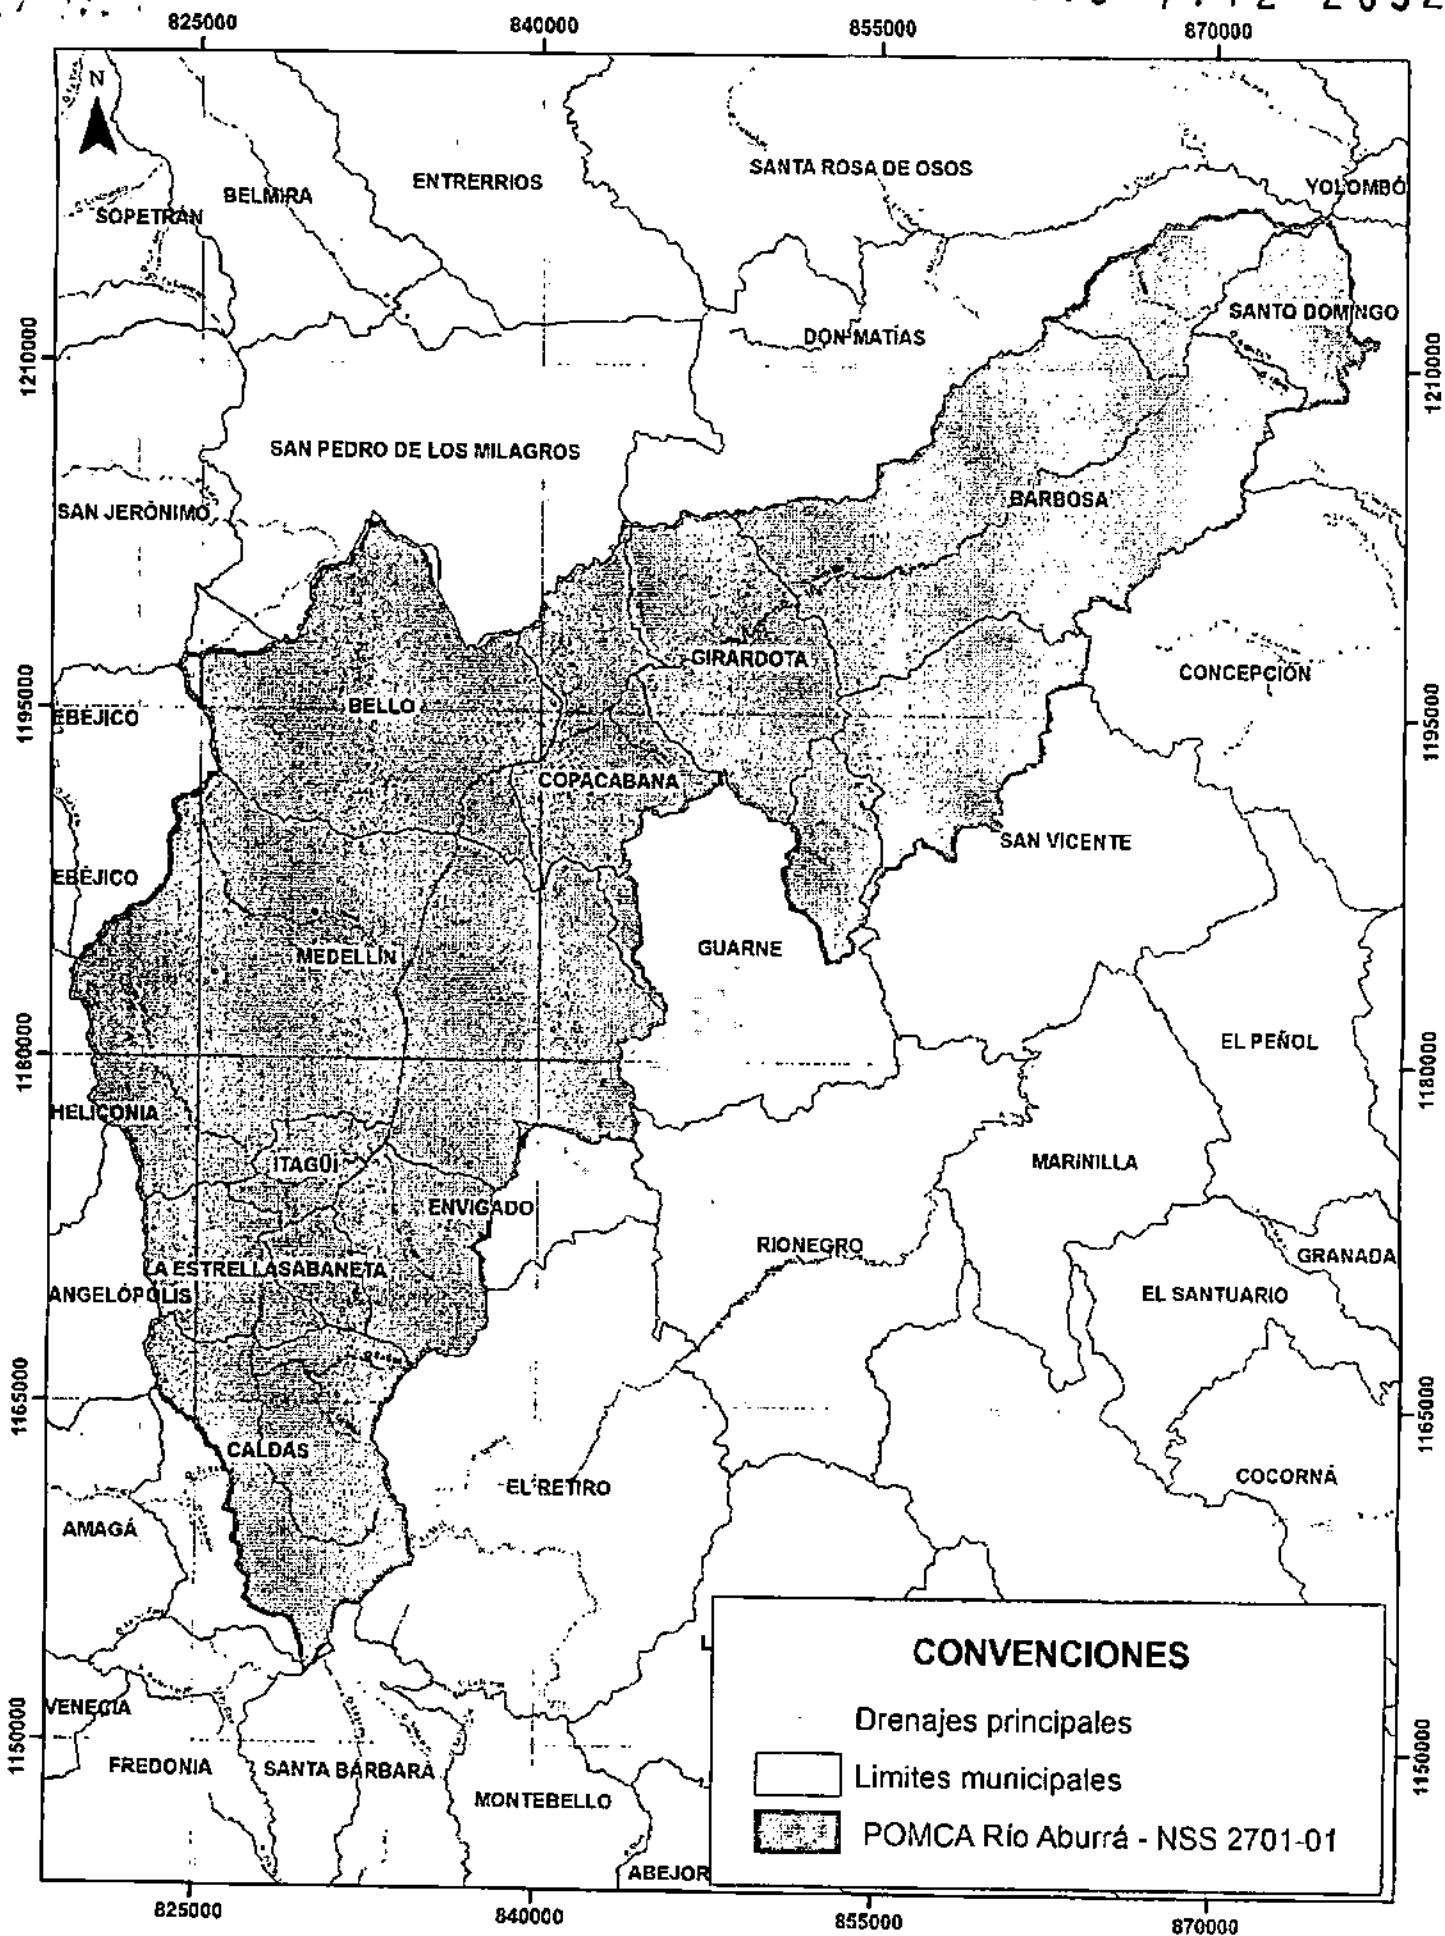 825000
840000
855000
870000
N
SANTA ROSA DE OSOS
ENTRERRIOS
YOLOMBÓ
BELMIRA
SOPETRÁN
SANTO DOMINGO
DON MATÍAS
1210000
1210000
SAN PEDRO DE LOS MILAGROS
BARBOSA
SAN JERÓNIMO
GIRARDOTA
CONCEPCIÓN
1195000
EBÉJICO
BELLO
1195000
COPACABANA
SAN VICENTE
EBÉJICO
GUARNE
MEDELLÍN
EL PEÑOL
1180000
1180000
HELICONIA
ITAGÜÍ
MARINILLA
ENVIGADO
RIONEGRO
GRANADA
LA ESTRELLA SABANETA
ANGELÓPOLIS
EL SANTUARIO
1165000
1165000
CALDAS
EL RETIRO
COCORNÁ
AMAGÁ
CONVENCIONES
VENECIA
Drenajes principales
1150000
1150000
FREDONIA
SANTA BÁRBARA
Limites municipales
MONTEBELLO
POMCA Río Aburrá - NSS 2701-01
ABEJOR
825000
840000
855000
870000